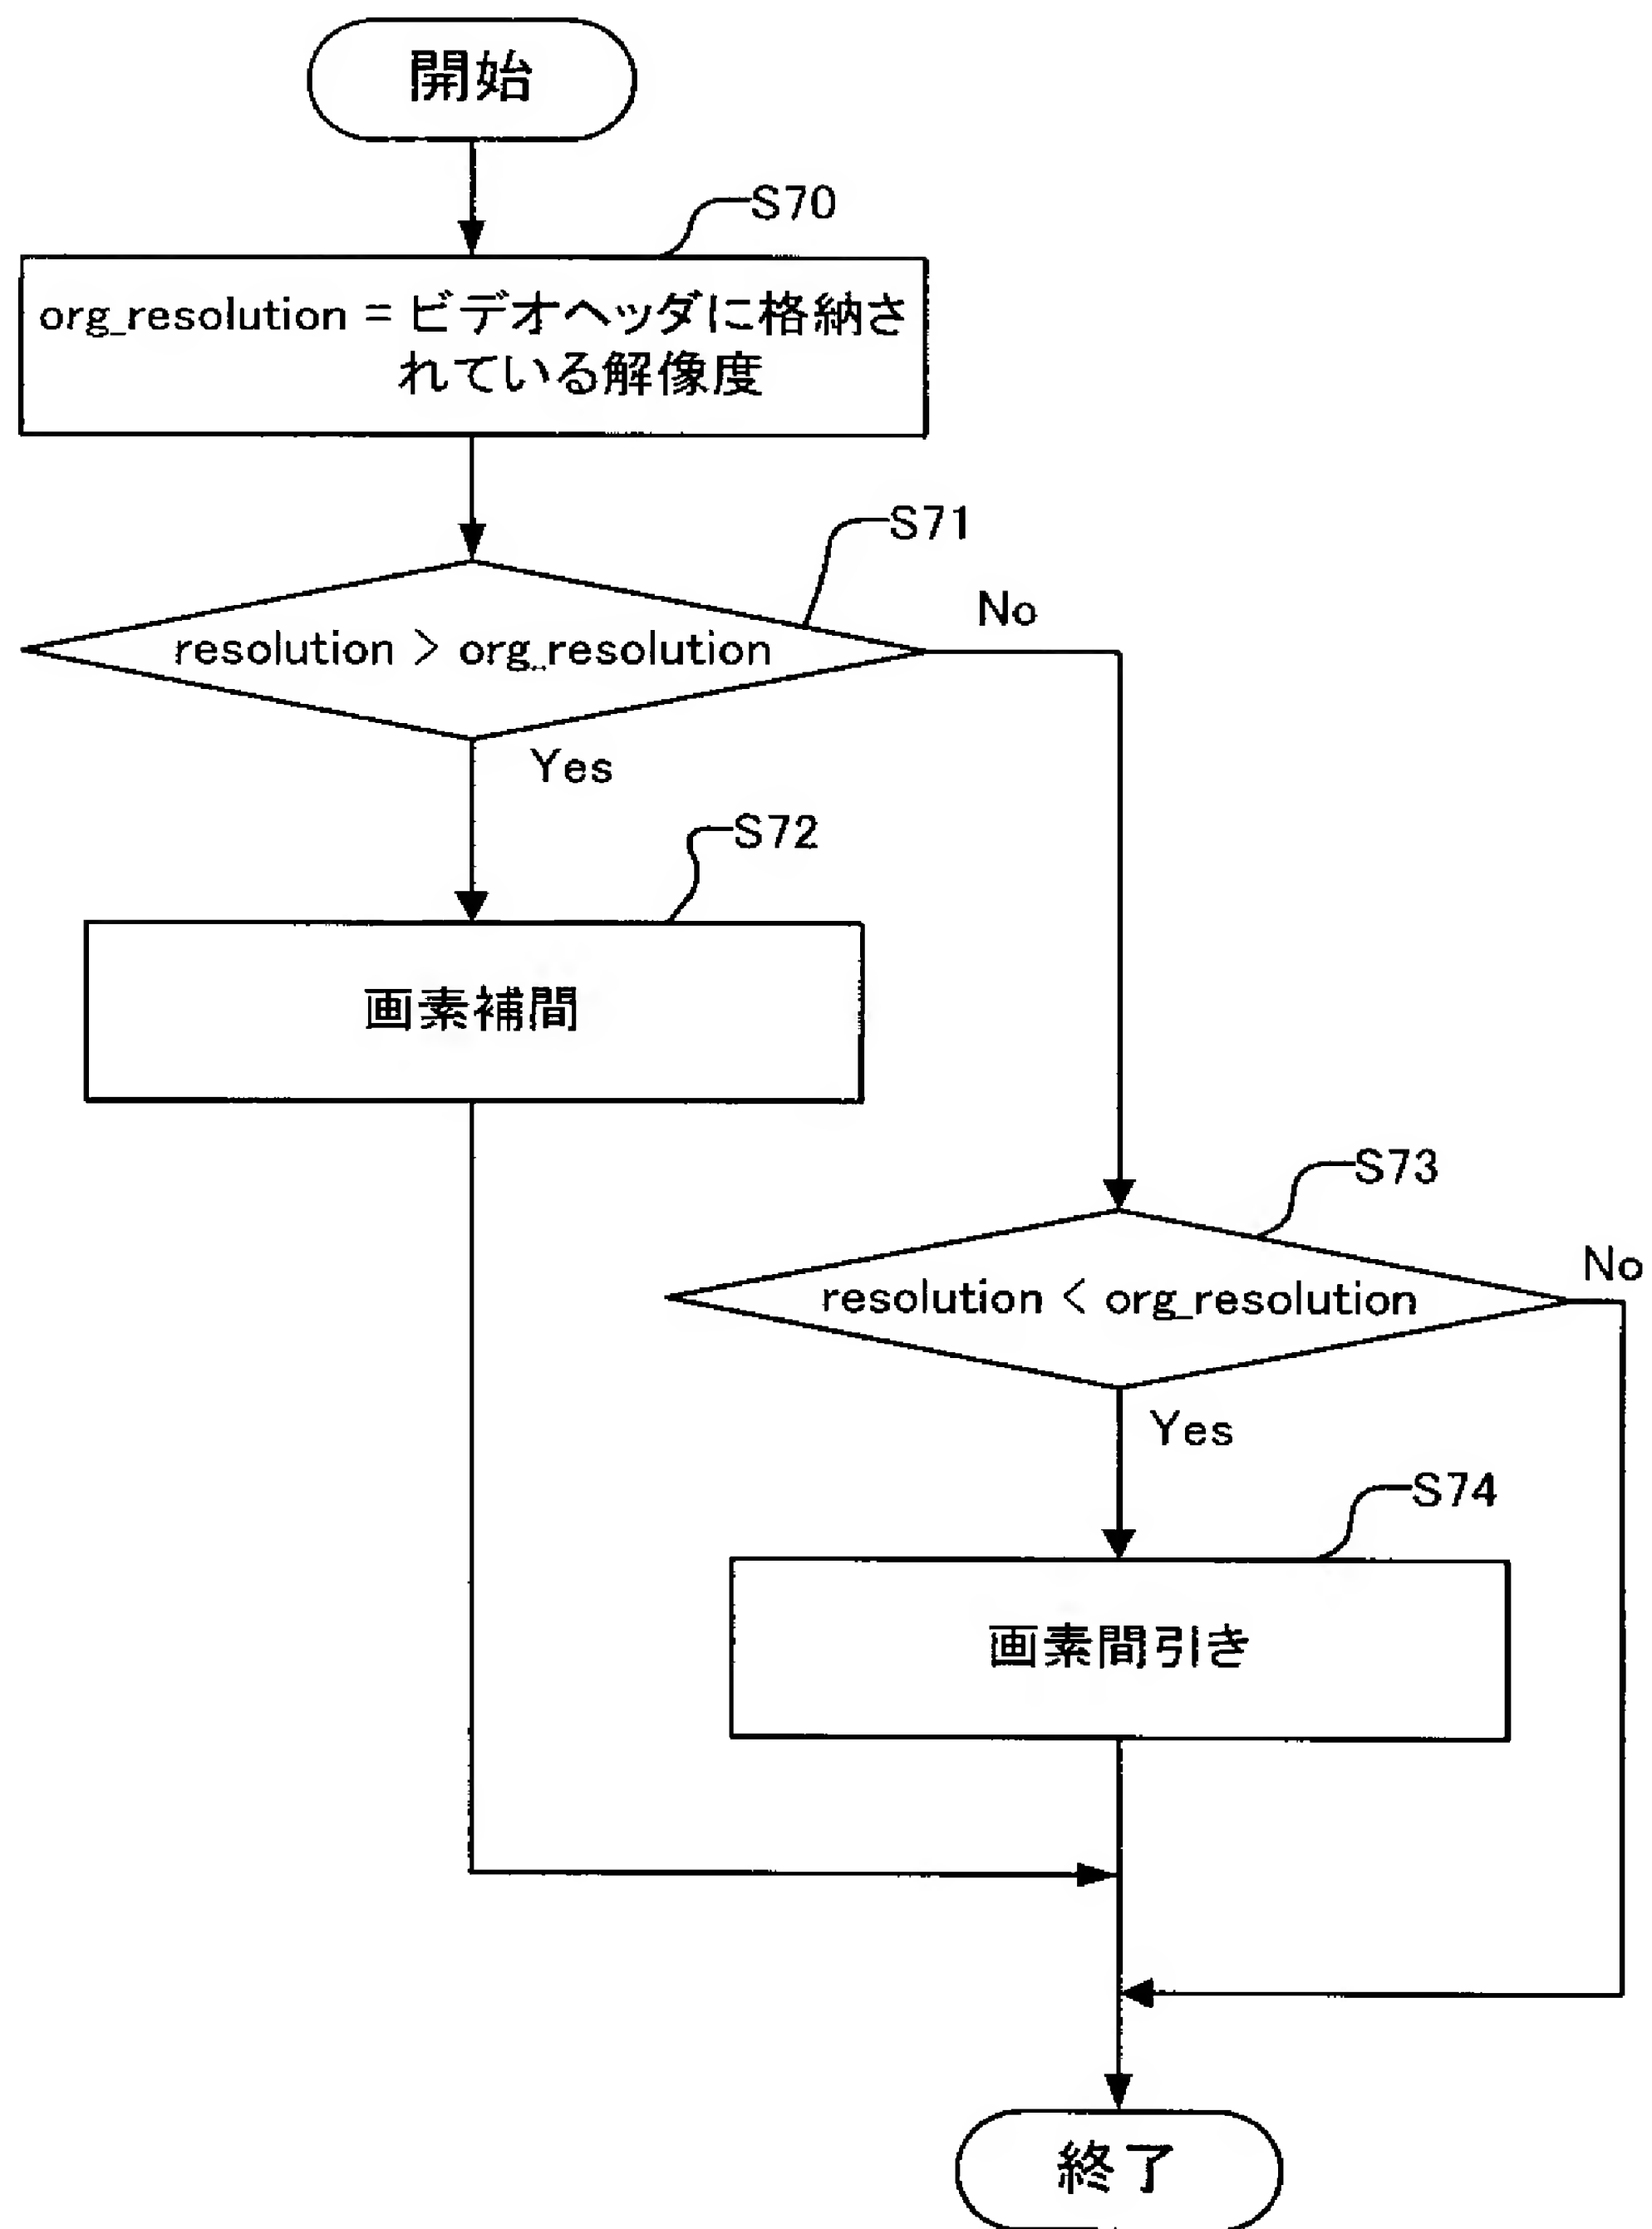 開始
S70
org_resolution = ビデオヘッダに格納さ
れている解像度
S71
resolution > org_resolution
No
Yes
S72
画素補間
S73
resolution < org_resolution
No
Yes
S74
画素間引き
終了